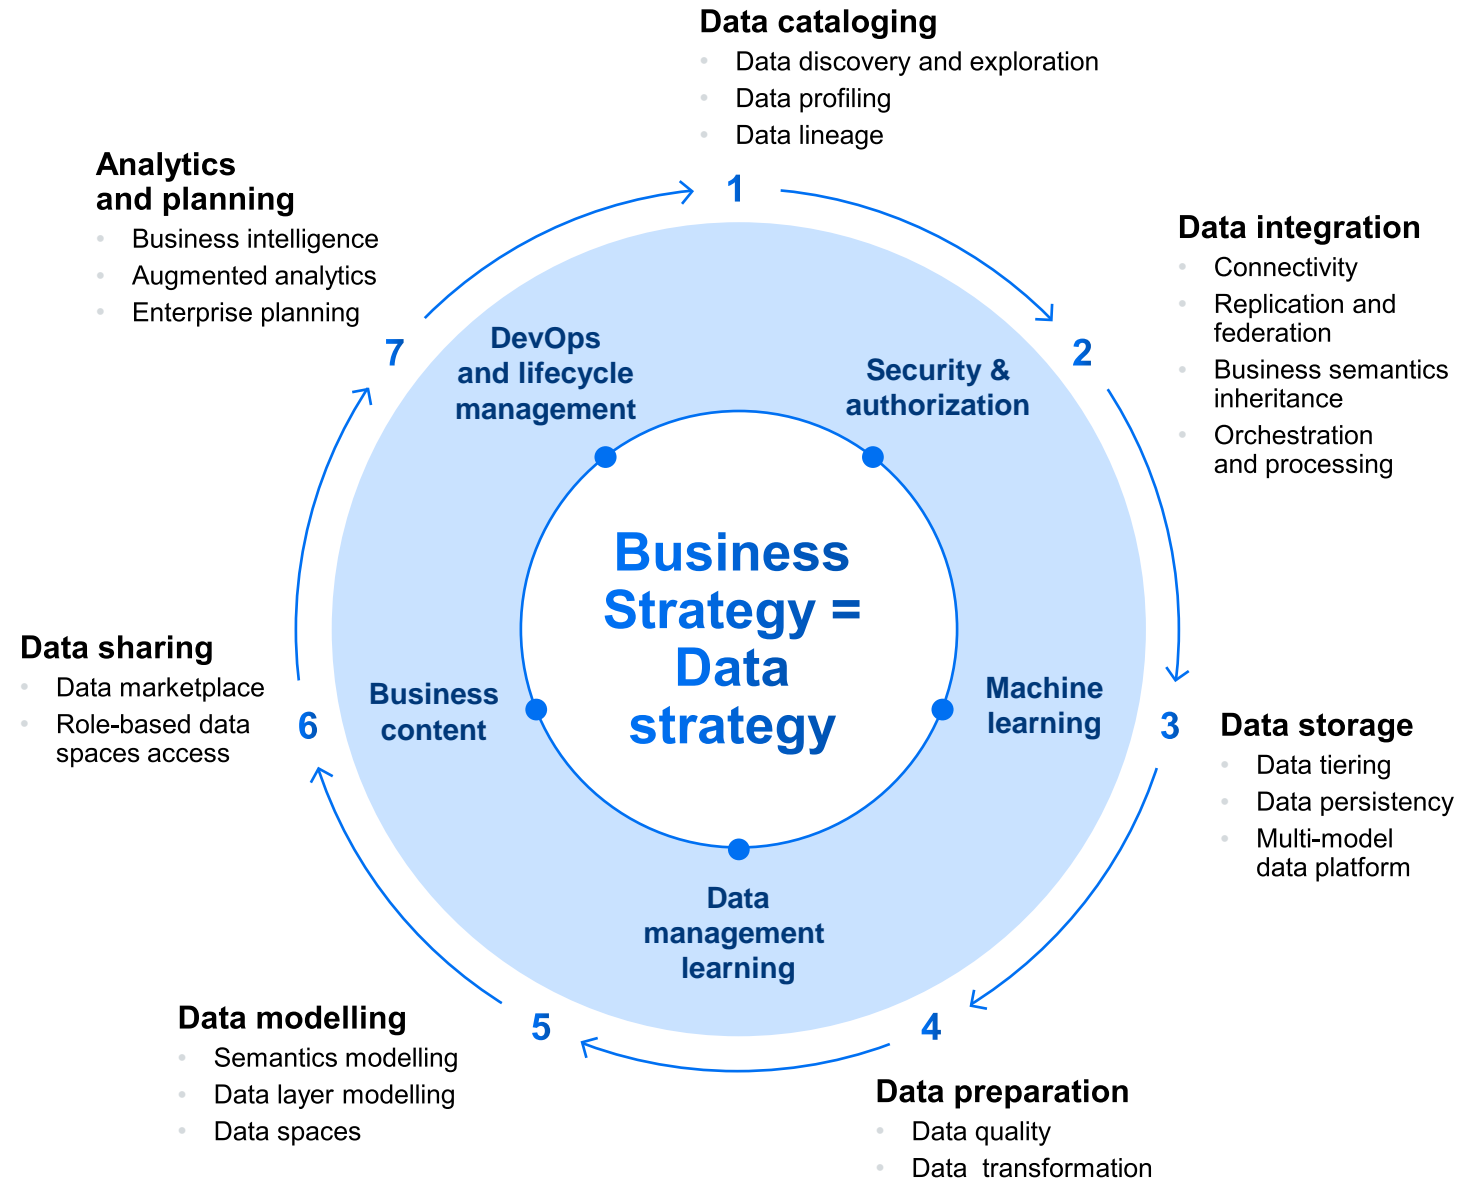 Data cataloging
• Data discovery and exploration
• Data profiling
• Data lineage
1
Data integration
• Connectivity
• Replication and
federation
• Business semantics
inheritance
• Orchestration
and processing
2
Data storage
• Data tiering
• Data persistency
• Multi-model
data platform
3
Data preparation
• Data quality
• Data  transformation
4
Data modelling
• Semantics modelling
• Data layer modelling
• Data spaces
5
Data sharing
• Data marketplace
• Role-based data
spaces access
6
Analytics
and planning
• Business intelligence
• Augmented analytics
• Enterprise planning
7
DevOps
and lifecycle
management
Security &
authorization
Machine
learning
Data
management
learning
Business
content
Business
Strategy =
Data
strategy